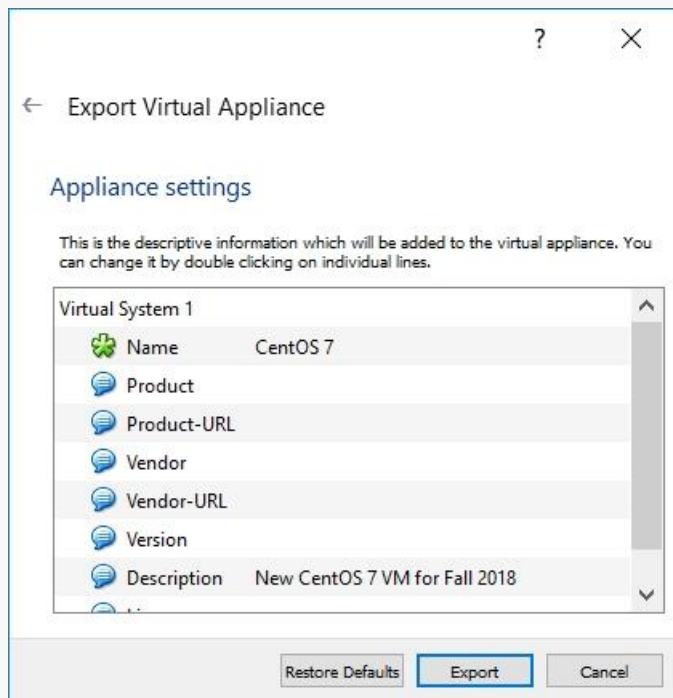 ?
Export Virtual Appliance
Appliance settings
This is the descriptive information which will be added to the virtual appliance. You
can change it by double clicking on individual lines.
Virtual System 1
Name CentOS 7
Product
Product-URL
Vendor
Vendor-URL
Version
Description New CentOS 7 VM for Fall 2018
Restore Defaults Export Cancel